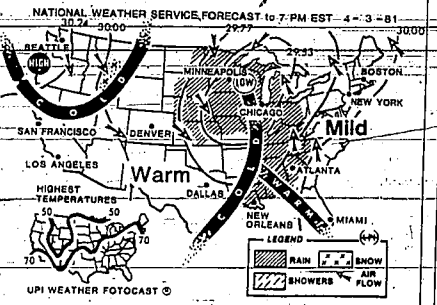 NATIONAL WEATHER SERVICE FORECAST to 7 PM EST 4-3-81
30.24 30.00 29.77 29.53 30.00
SEATTLE
HIGH
COLD
MINNEAPOLIS
LOW
CHICAGO
BOSTON
NEW YORK
SAN FRANCISCO
DENVER
LOS ANGELES
Warm
Mild
COLD
WARM
DALLAS
ATLANTA
NEW ORLEANS
MIAMI
HIGHEST TEMPERATURES
50 50
70 70
LEGEND
RAIN
SNOW
SHOWERS
AIR FLOW
UPI WEATHER FOTOCAST ©